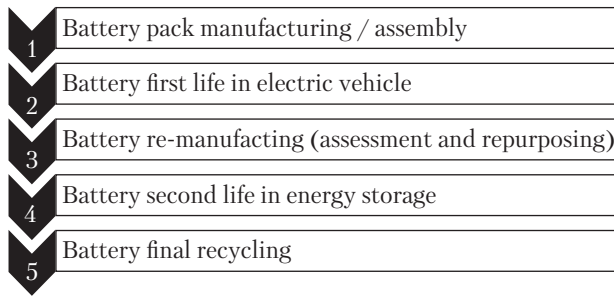 1 Battery pack manufacturing / assembly
2 Battery first life in electric vehicle
3 Battery re-manufacting (assessment and repurposing)
4 Battery second life in energy storage
5 Battery final recycling